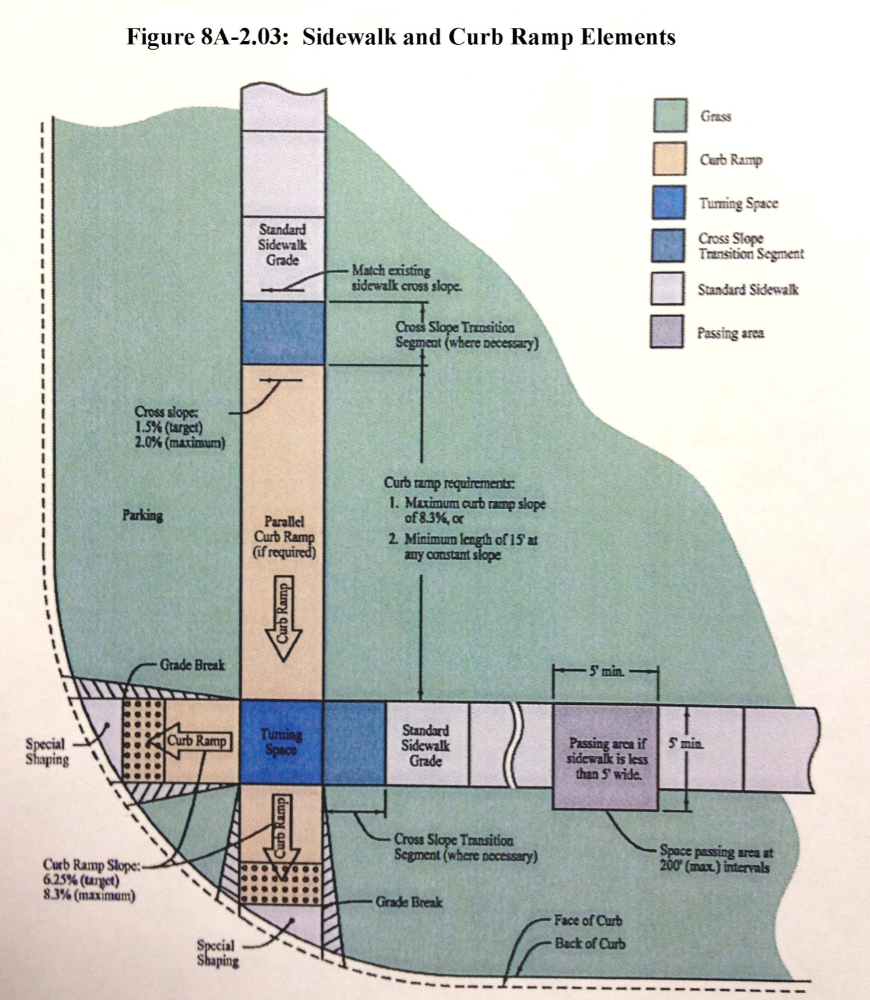 Figure 8A-2.03:  Sidewalk and Curb Ramp Elements
Grass
Curb Ramp
Turning Space
Cross Slope
Transition Segment
Standard Sidewalk
Passing area
Standard
Sidewalk
Grade
Match existing
sidewalk cross slope.
Cross Slope Transition
Segment (where necessary)
Cross slope:
1.5% (target)
2.0% (maximum)
Curb ramp requirements:
1. Maximum curb ramp slope
of 8.3%, or
2. Minimum length of 15' at
any constant slope
Parking
Parallel
Curb Ramp
(if required)
Curb Ramp
Grade Break
5' min.
Special
Shaping
Curb Ramp
Turning
Space
Standard
Sidewalk
Grade
Passing area if
sidewalk is less
than 5' wide.
5' min.
Curb Ramp
Cross Slope Transition
Segment (where necessary)
Space passing area at
200' (max.) intervals
Curb Ramp Slope:
6.25% (target)
8.3% (maximum)
Grade Break
Face of Curb
Back of Curb
Special
Shaping